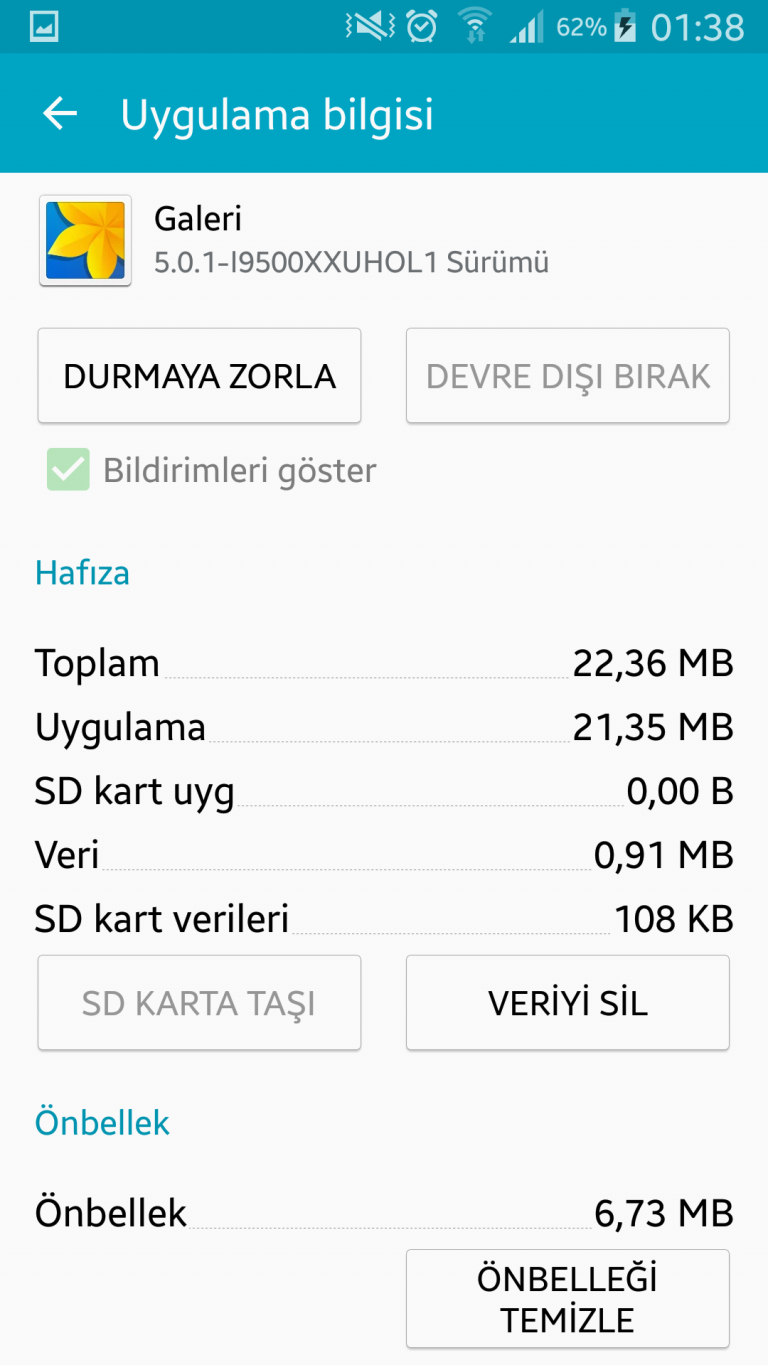 62% 01:38
Uygulama bilgisi
Galeri
5.0.1-I9500XXUHOL1 Sürümü
DURMAYA ZORLA DEVRE DIŞI BIRAK
Bildirimleri göster
Hafıza
Toplam 22,36 MB
Uygulama 21,35 MB
SD kart uyg 0,00 B
Veri 0,91 MB
SD kart verileri 108 KB
SD KARTA TAŞI VERİYİ SİL
Önbellek
Önbellek 6,73 MB
ÖNBELLEĞİ
TEMİZLE